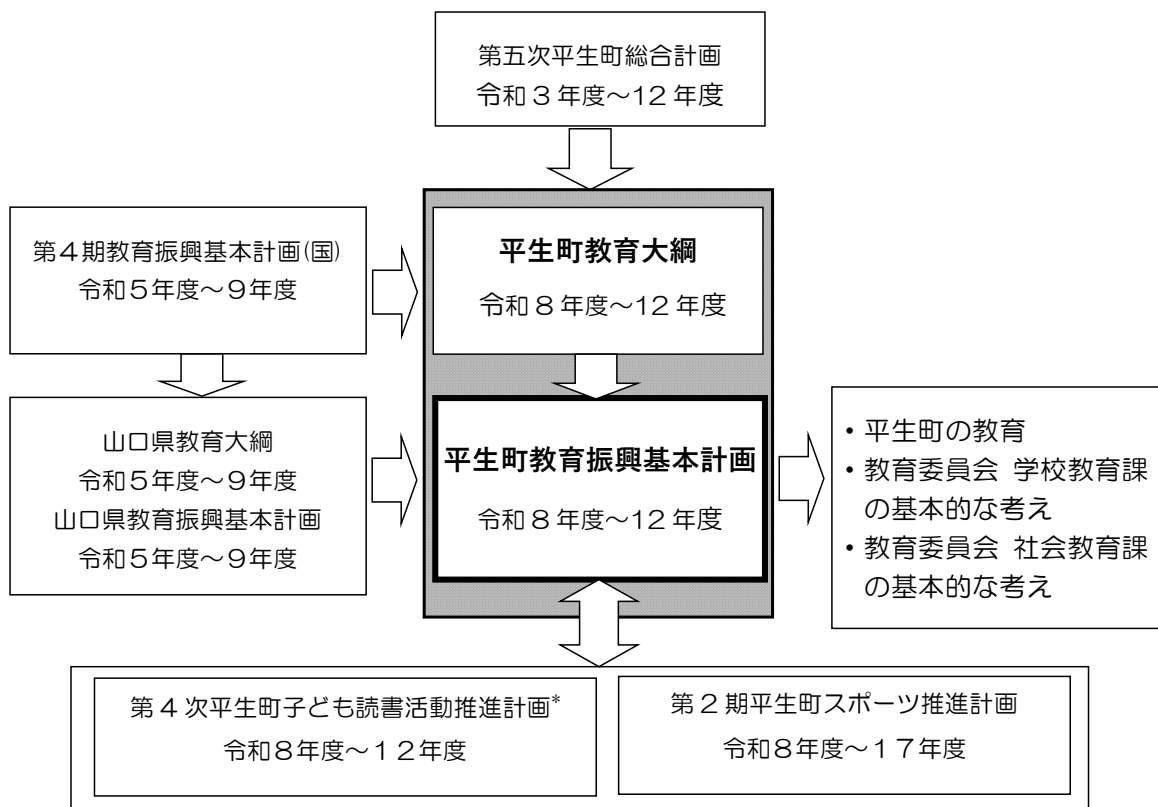 第五次平生町総合計画
令和3年度～12年度
第4期教育振興基本計画(国)
令和5年度～9年度
平生町教育大綱
令和8年度～12年度
山口県教育大綱
令和5年度～9年度
山口県教育振興基本計画
令和5年度～9年度
平生町教育振興基本計画
令和8年度～12年度
・平生町の教育
・教育委員会 学校教育課
の基本的な考え
・教育委員会 社会教育課
の基本的な考え
第4次平生町子ども読書活動推進計画*
令和8年度～12年度
第2期平生町スポーツ推進計画
令和8年度～17年度